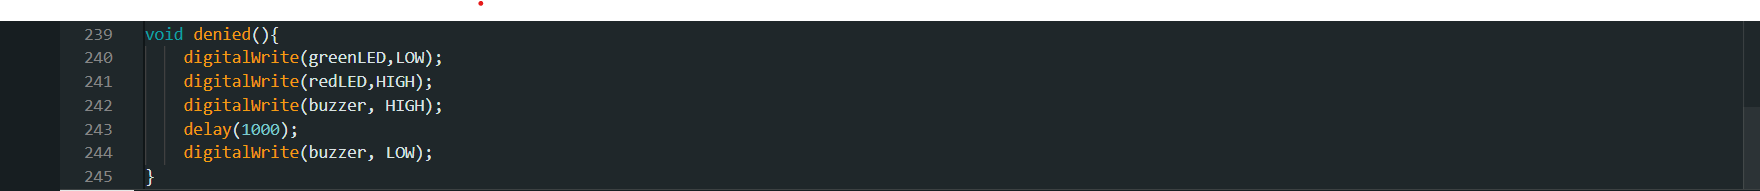 239 void denied(){
240 digitalWrite(greenLED,LOW);
241 digitalWrite(redLED,HIGH);
242 digitalWrite(buzzer, HIGH);
243 delay(1000);
244 digitalWrite(buzzer, LOW);
245 }